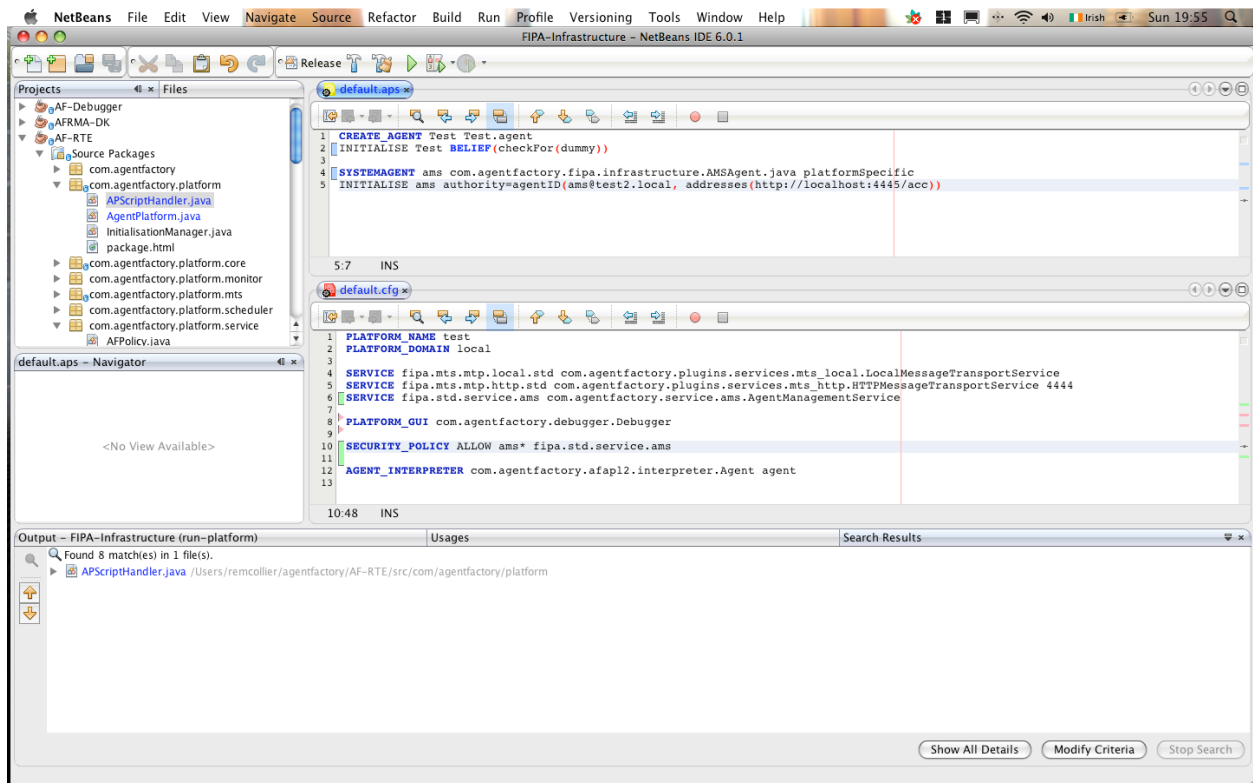 NetBeans File Edit View Navigate Source Refactor Build Run Profile Versioning Tools Window Help Irish Sun 19:55
FIPA-Infrastructure – NetBeans IDE 6.0.1
Release
Projects Files
AF-Debugger
AFRMA-DK
AF-RTE
Source Packages
com.agentfactory
com.agentfactory.platform
APScriptHandler.java
AgentPlatform.java
InitialisationManager.java
package.html
com.agentfactory.platform.core
com.agentfactory.platform.monitor
com.agentfactory.platform.mts
com.agentfactory.platform.scheduler
com.agentfactory.platform.service
AFPolicy.java
default.aps – Navigator
<No View Available>
default.aps
1 CREATE_AGENT Test Test.agent
2 INITIALISE Test BELIEF(checkFor(dummy))
3
4 SYSTEMAGENT ams com.agentfactory.fipa.infrastructure.AMSAgent.java platformSpecific
5 INITIALISE ams authority=agentID(ams@test2.local, addresses(http://localhost:4445/acc))
5:7 INS
default.cfg
1 PLATFORM_NAME test
2 PLATFORM_DOMAIN local
3
4 SERVICE fipa.mts.mtp.local.std com.agentfactory.plugins.services.mts_local.LocalMessageTransportService
5 SERVICE fipa.mts.mtp.http.std com.agentfactory.plugins.services.mts_http.HTTPMessageTransportService 4444
6 SERVICE fipa.std.service.ams com.agentfactory.service.ams.AgentManagementService
7
8 PLATFORM_GUI com.agentfactory.debugger.Debugger
9
10 SECURITY_POLICY ALLOW ams* fipa.std.service.ams
11
12 AGENT_INTERPRETER com.agentfactory.afapl2.interpreter.Agent agent
13
10:48 INS
Output – FIPA-Infrastructure (run-platform) Usages Search Results
Found 8 match(es) in 1 file(s).
APScriptHandler.java /Users/remcollier/agentfactory/AF-RTE/src/com/agentfactory/platform
Show All Details Modify Criteria Stop Search